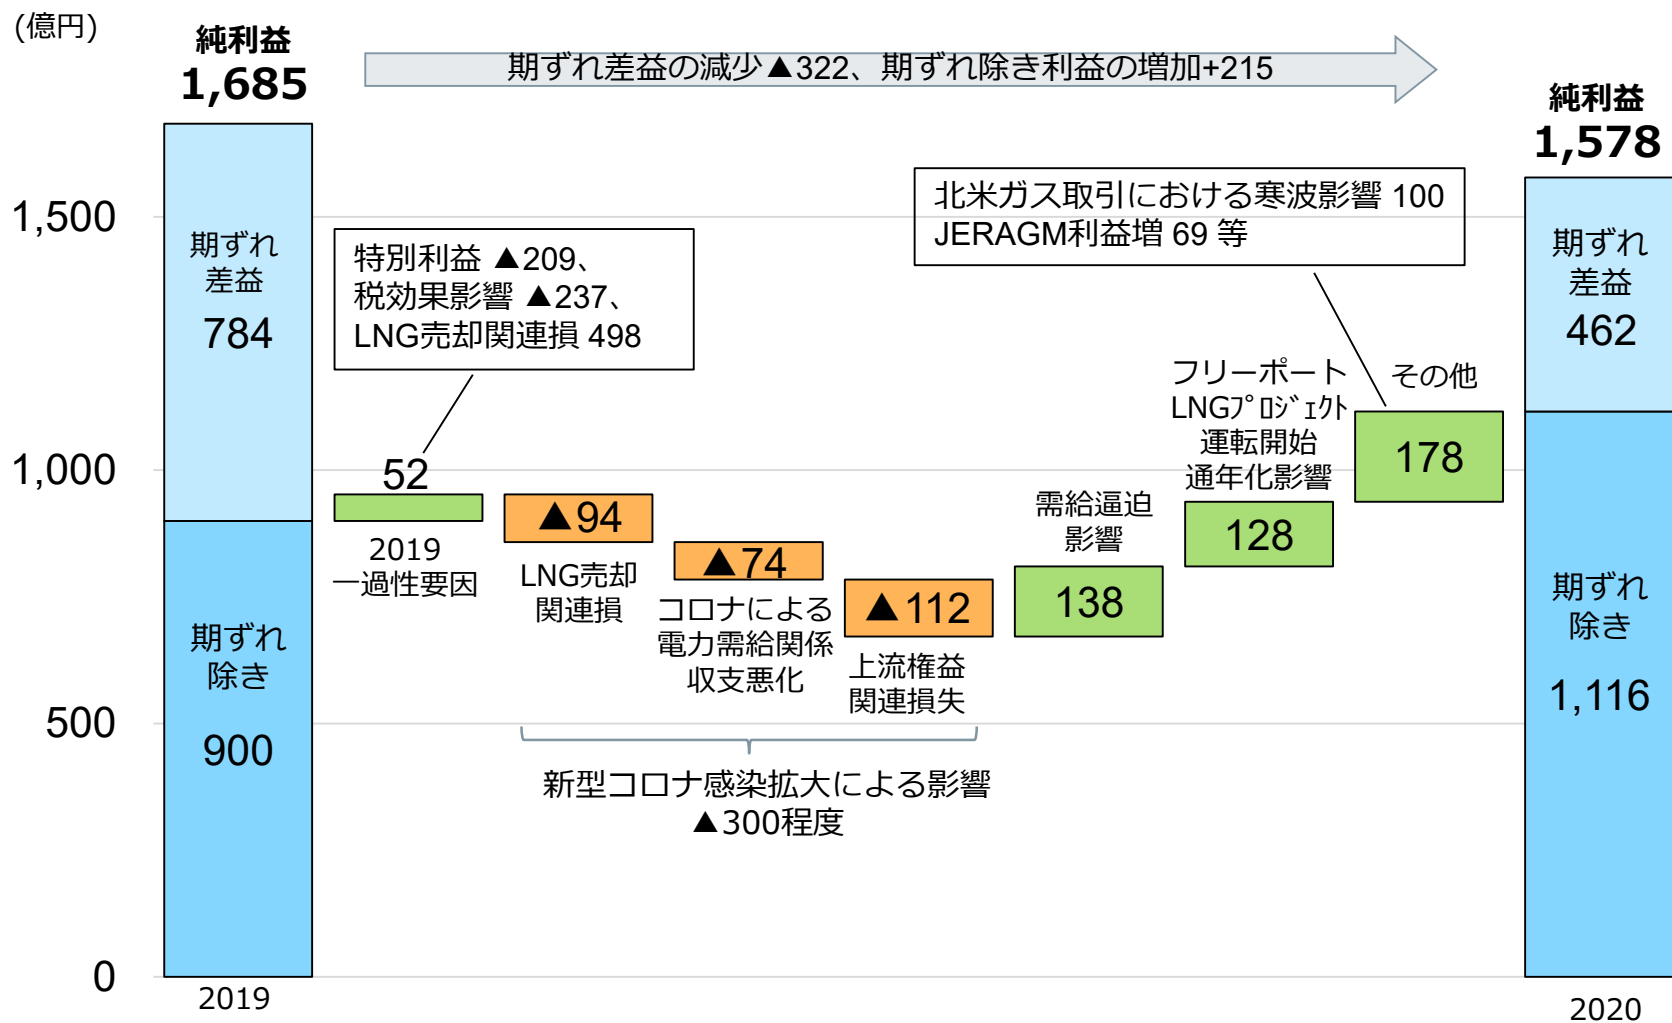 (億円)
純利益
1,685
期ずれ差益の減少▲322、期ずれ除き利益の増加+215
純利益
1,578
1,500
1,000
500
0
期ずれ
差益
784
期ずれ
除き
900
2019
特別利益 ▲209、
税効果影響 ▲237、
LNG売却関連損 498
52
2019
一過性要因
▲94
LNG売却
関連損
▲74
コロナによる
電力需給関係
収支悪化
▲112
上流権益
関連損失
新型コロナ感染拡大による影響
▲300程度
需給逼迫
影響
138
フリーポート
LNGﾌﾟﾛｼﾞｪｸﾄ
運転開始
通年化影響
128
北米ガス取引における寒波影響 100
JERAGM利益増 69 等
その他
178
期ずれ
差益
462
期ずれ
除き
1,116
2020